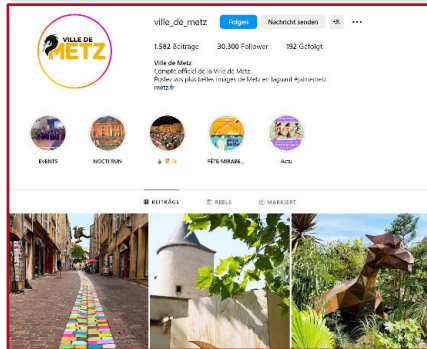 VILLE DE
METZ
ville_de_metz Folgen Nachricht senden
1.582 Beiträge 30.300 Follower 192 Gefolgt
Ville de Metz
Compte officiel de la Ville de Metz
Postez vos plus belles images de Metz en taguant #jaimemetz
metz.fr
EVENTS NOCTI'RUN FÊTE MIRABE... Actu
BEITRÄGE REELS MARKIERT